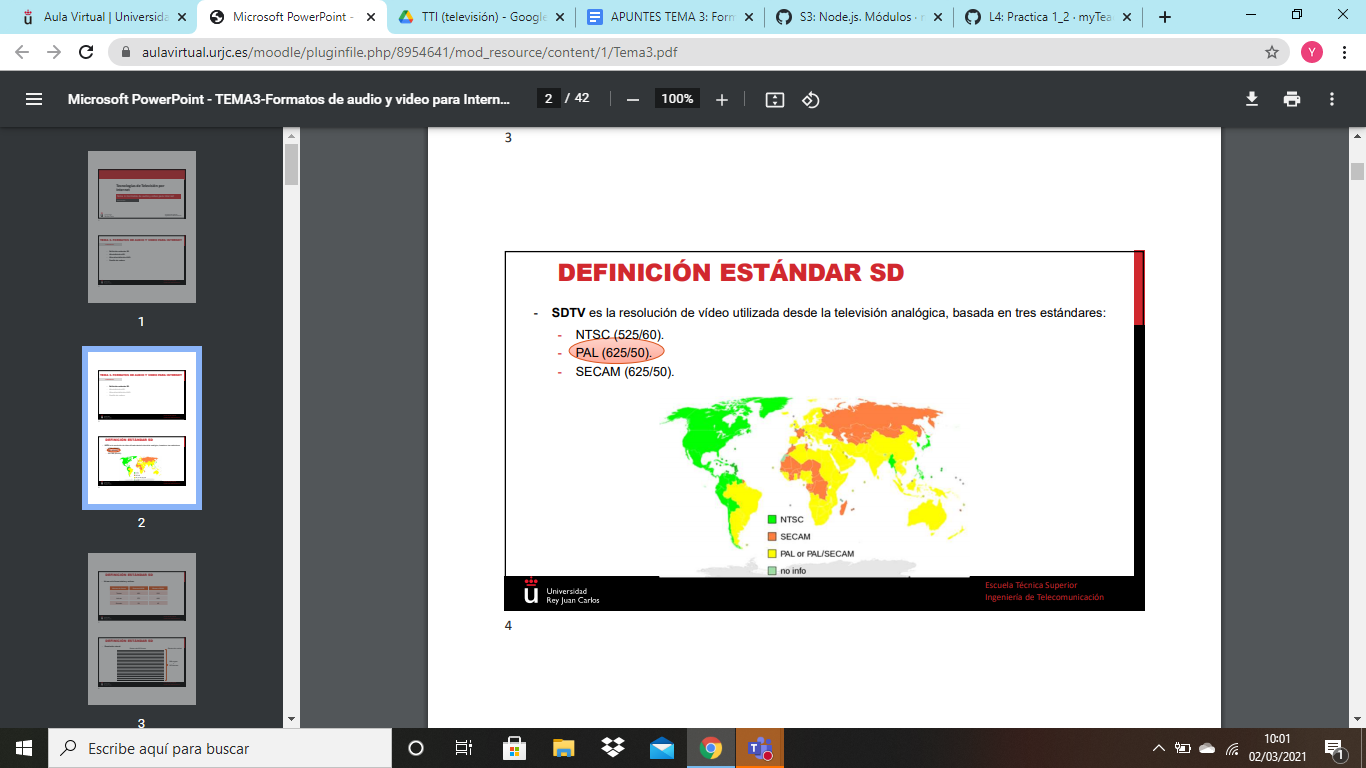 Aula Virtual | Universida
Microsoft PowerPoint -
TTI (televisión) - Google
APUNTES TEMA 3: Form
S3: Node.js. Módulos · m
L4: Practica 1_2 · myTea
aulavirtual.urjc.es/moodle/pluginfile.php/8954641/mod_resource/content/1/Tema3.pdf
Y
Microsoft PowerPoint - TEMA3-Formatos de audio y video para Intern...
2 / 42
100%
3
1
2
3
DEFINICIÓN ESTÁNDAR SD
- SDTV es la resolución de vídeo utilizada desde la televisión analógica, basada en tres estándares:
- NTSC (525/60).
- PAL (625/50).
- SECAM (625/50).
NTSC
SECAM
PAL or PAL/SECAM
no info
u Universidad
Rey Juan Carlos
Escuela Técnica Superior
Ingeniería de Telecomunicación
4
Escribe aquí para buscar
10:01
02/03/2021
1